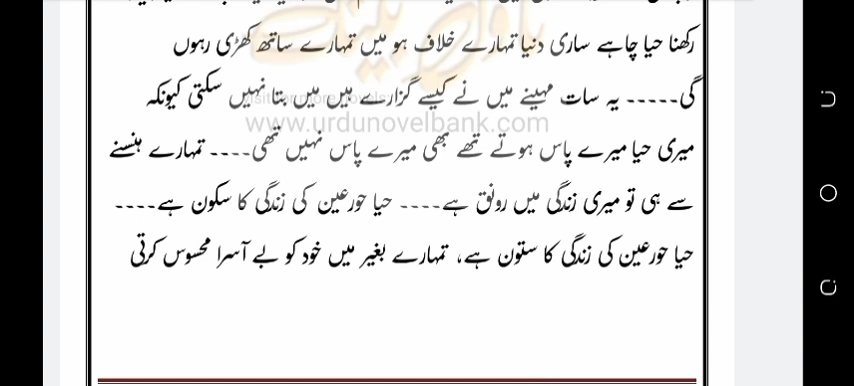 رکھنا حیا چاہے ساری دنیا تمہارے خلاف ہو میں تمہارے ساتھ کھڑی رہوں
گی----- یہ سات مہینے میں نے کیسے گزارے ہیں میں بتا نہیں سکتی کیونکہ
www.urdunovelbank.com
میری حیا میرے پاس ہوتے تھے بھی میرے پاس نہیں تھی---- تمہارے ہنسنے
سے ہی تو میری زندگی میں رونق ہے---- حیا حورعین کی زندگی کا سکون ہے----
حیا حورعین کی زندگی کا ستون ہے، تمہارے بغیر میں خود کو بے آسرا محسوس کرتی